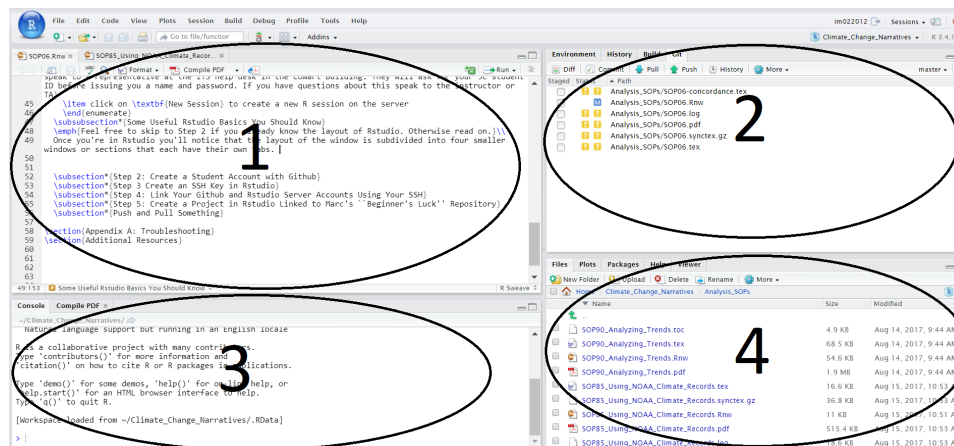 File Edit Code View Plots Session Build Debug Profile Tools Help
im022012 Sessions
Go to file/function Addins
Climate_Change_Narratives R 3.4.1
SOP06.Rnw SOP85_Using_NOAA_Climate_Recor...
Format Compile PDF Run
speak to representative at the ITS help desk in the Cowart building. They will ask for your student
ID before issuing you a name and password. If you have questions about this speak to the instructor or
TA
45 \item click on \textbf{New Session} to create a new R session on the server
46 \end{enumerate}
47 \subsubsection*{Some Useful Rstudio Basics You Should Know}
48 \emph{Feel free to skip to Step 2 if you already know the layout of Rstudio. Otherwise read on.}\\
49 Once you're in Rstudio you'll notice that the layout of the window is subdivided into four smaller
windows or sections that each have their own tabs.
50
51
52 \subsection*{Step 2: Create a Student Account with Github}
53 \subsection*{Step 3 Create an SSH Key in Rstudio}
54 \subsection*{Step 4: Link Your Github and Rstudio Server Accounts Using Your SSH}
55 \subsection*{Step 5: Create a Project in Rstudio Linked to Marc's ``Beginner's Luck'' Repository}
56 \subsection*{Push and Pull Something}
57
58 \section{Appendix A: Troubleshooting}
59 \section{Additional Resources}
60
61
62
63
49:153 Some Useful Rstudio Basics You Should Know R Sweave
1
Environment History Build Git
Diff Commit Pull Push History More master
Staged Status Path
Analysis_SOPs/SOP06-concordance.tex
M Analysis_SOPs/SOP06.Rnw
Analysis_SOPs/SOP06.log
Analysis_SOPs/SOP06.pdf
Analysis_SOPs/SOP06.synctex.gz
Analysis_SOPs/SOP06.tex
2
Console Compile PDF
~/Climate_Change_Narratives/
Natural language support but running in an English locale
R is a collaborative project with many contributors.
Type 'contributors()' for more information and
'citation()' on how to cite R or R packages in publications.
Type 'demo()' for some demos, 'help()' for on-line help, or
'help.start()' for an HTML browser interface to help.
Type 'q()' to quit R.
[Workspace loaded from ~/Climate_Change_Narratives/.RData]
>
3
Files Plots Packages Help Viewer
New Folder Upload Delete Rename More
Home Climate_Change_Narratives Analysis_SOPs
Name Size Modified
..
SOP90_Analyzing_Trends.toc 4.9 KB Aug 14, 2017, 9:44 AM
SOP90_Analyzing_Trends.tex 68.5 KB Aug 14, 2017, 9:44 AM
SOP90_Analyzing_Trends.Rnw 54.6 KB Aug 14, 2017, 9:44 AM
SOP90_Analyzing_Trends.pdf 1.9 MB Aug 14, 2017, 9:44 AM
SOP85_Using_NOAA_Climate_Records.tex 16.6 KB Aug 15, 2017, 10:53 A
SOP85_Using_NOAA_Climate_Records.synctex.gz 36.8 KB Aug 15, 2017, 10:53 A
SOP85_Using_NOAA_Climate_Records.Rnw 11 KB Aug 15, 2017, 10:51 A
SOP85_Using_NOAA_Climate_Records.pdf 515.4 KB Aug 15, 2017, 10:53 A
SOP85_Using_NOAA_Climate_Records.log 18.6 KB Aug 15, 2017, 10:53 A
4